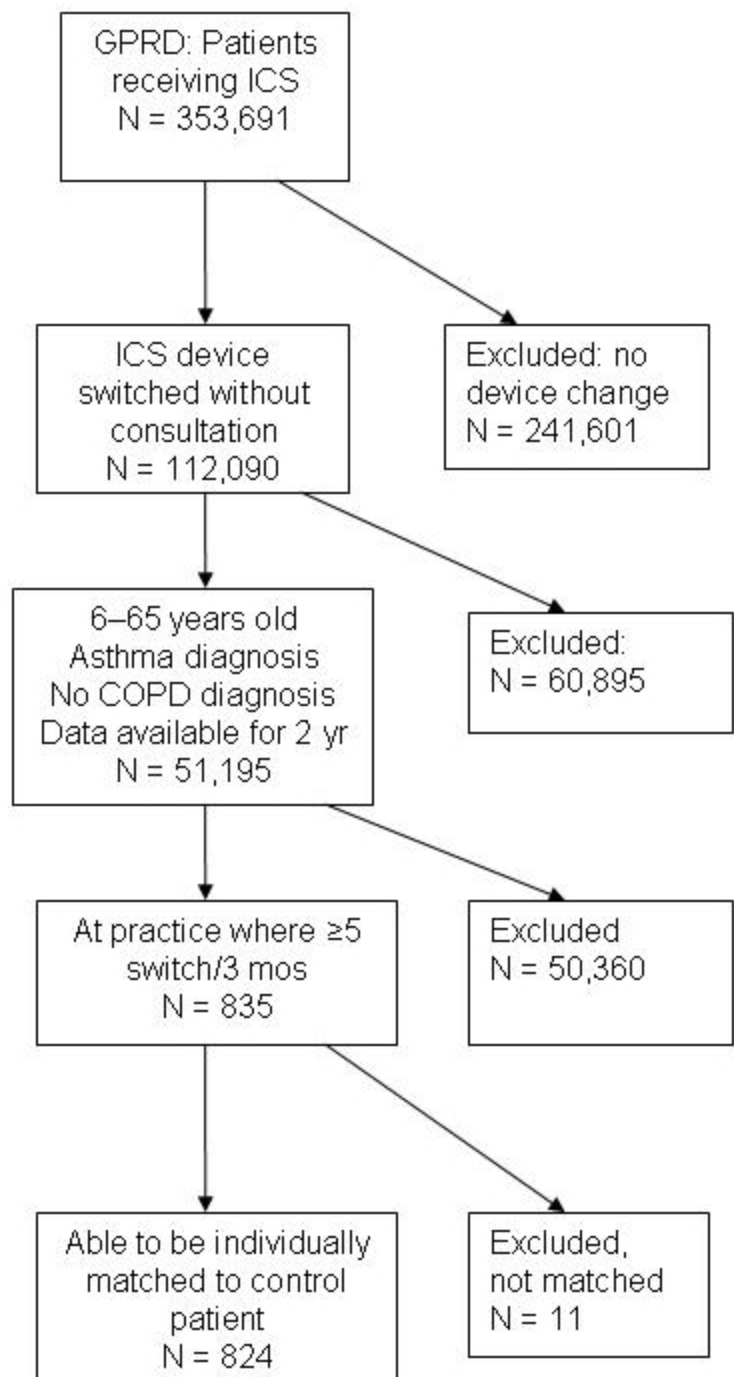 GPRD: Patients
receiving ICS
N = 353,691
ICS device
switched without
consultation
N = 112,090
Excluded: no
device change
N = 241,601
6–65 years old
Asthma diagnosis
No COPD diagnosis
Data available for 2 yr
N = 51,195
Excluded:
N = 60,895
At practice where ≥5
switch/3 mos
N = 835
Excluded
N = 50,360
Able to be individually
matched to control
patient
N = 824
Excluded,
not matched
N = 11